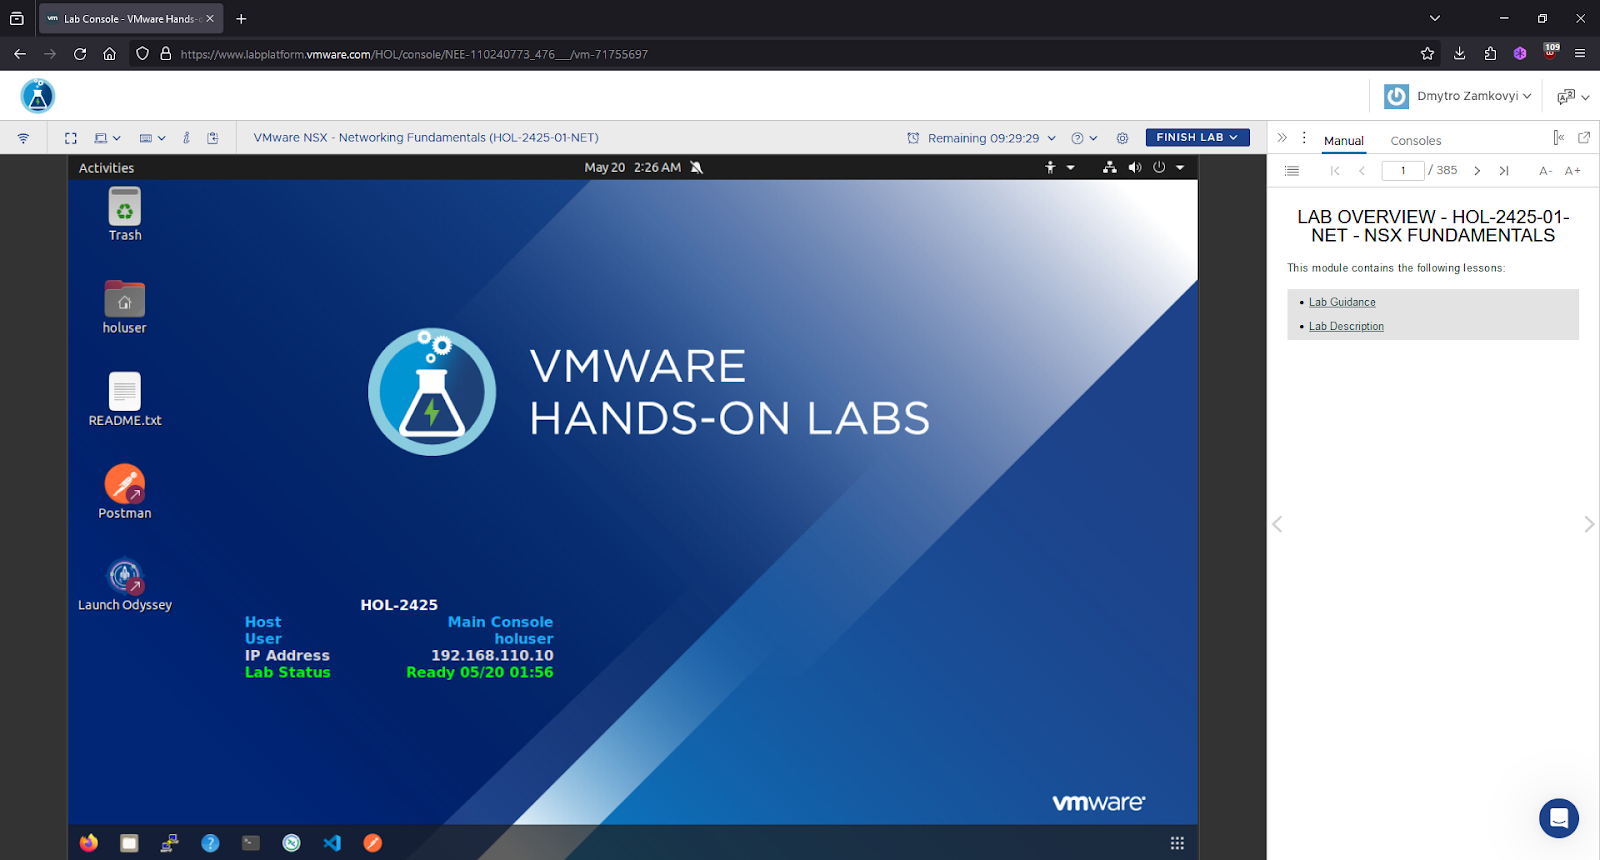 vm Lab Console - VMware Hands-
https://www.labplatform.vmware.com/HOL/console/NEE-110240773_476___/vm-71755697
109
Dmytro Zamkovyi
VMware NSX - Networking Fundamentals (HOL-2425-01-NET)
Remaining 09:29:29
FINISH LAB
Manual
Consoles
1 / 385
A- A+
LAB OVERVIEW - HOL-2425-01-
NET - NSX FUNDAMENTALS
This module contains the following lessons:
• Lab Guidance
• Lab Description
Activities
May 20 2:26 AM
Trash
holuser
README.txt
Postman
Launch Odyssey
VMWARE
HANDS-ON LABS
HOL-2425
Host Main Console
User holuser
IP Address 192.168.110.10
Lab Status Ready 05/20 01:56
vmware®